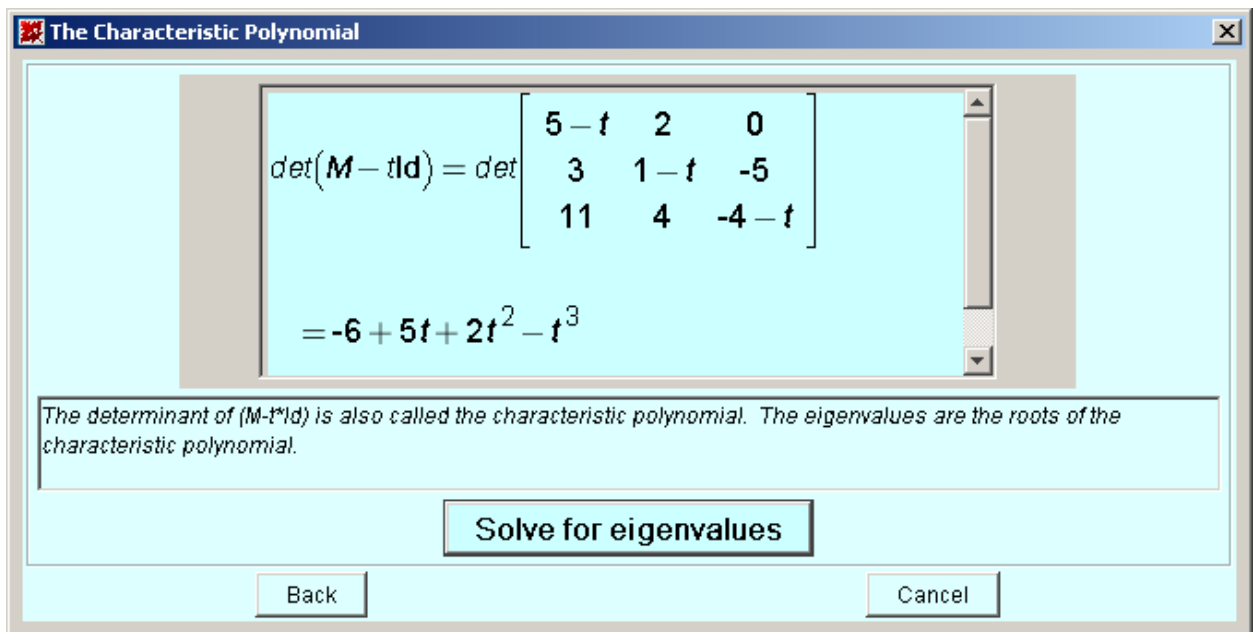 The Characteristic Polynomial
5 – t 2 0
det(M – tId) = det 3 1 – t -5
11 4 -4 – t
= -6 + 5t + 2t² – t³
The determinant of (M-t*Id) is also called the characteristic polynomial. The eigenvalues are the roots of the
characteristic polynomial.
Solve for eigenvalues
Back Cancel